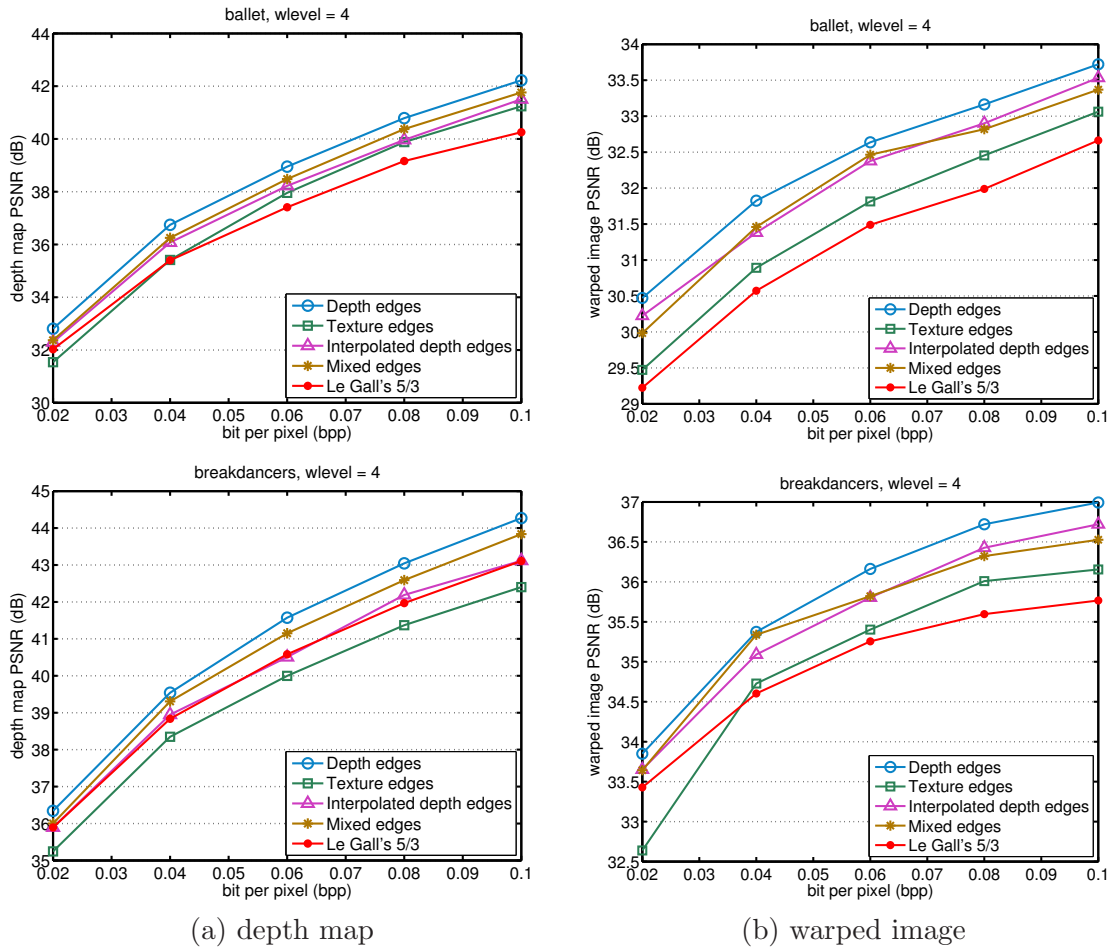 ballet, wlevel = 4
depth map PSNR (dB)
44
42
40
38
36
34
32
30
0.02 0.03 0.04 0.05 0.06 0.07 0.08 0.09 0.1
bit per pixel (bpp)
Depth edges
Texture edges
Interpolated depth edges
Mixed edges
Le Gall's 5/3
ballet, wlevel = 4
warped image PSNR (dB)
34
33.5
33
32.5
32
31.5
31
30.5
30
29.5
29
0.02 0.03 0.04 0.05 0.06 0.07 0.08 0.09 0.1
bit per pixel (bpp)
Depth edges
Texture edges
Interpolated depth edges
Mixed edges
Le Gall's 5/3
breakdancers, wlevel = 4
depth map PSNR (dB)
45
44
43
42
41
40
39
38
37
36
35
0.02 0.03 0.04 0.05 0.06 0.07 0.08 0.09 0.1
bit per pixel (bpp)
Depth edges
Texture edges
Interpolated depth edges
Mixed edges
Le Gall's 5/3
breakdancers, wlevel = 4
warped image PSNR (dB)
37
36.5
36
35.5
35
34.5
34
33.5
33
32.5
0.02 0.03 0.04 0.05 0.06 0.07 0.08 0.09 0.1
bit per pixel (bpp)
Depth edges
Texture edges
Interpolated depth edges
Mixed edges
Le Gall's 5/3
(a) depth map
(b) warped image